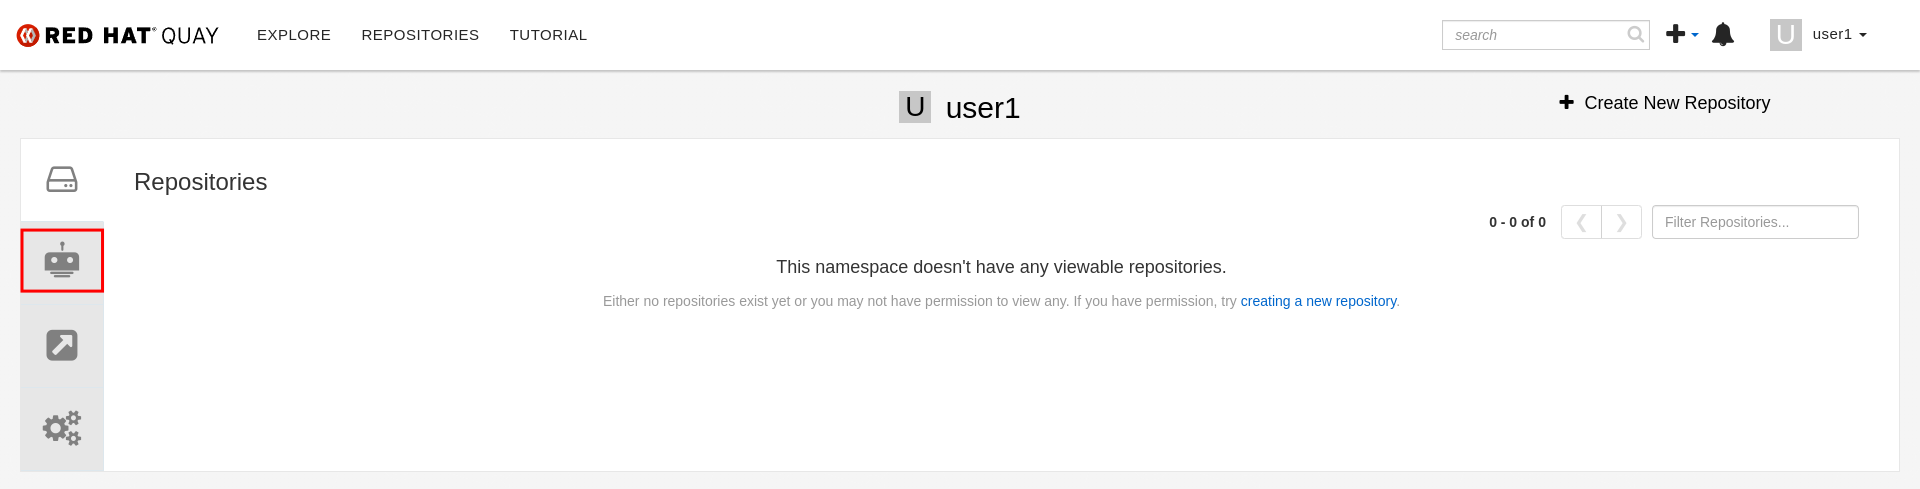 RED HAT® QUAY EXPLORE REPOSITORIES TUTORIAL search U user1
U user1 Create New Repository
Repositories
0 - 0 of 0 Filter Repositories...
This namespace doesn't have any viewable repositories.
Either no repositories exist yet or you may not have permission to view any. If you have permission, try creating a new repository.